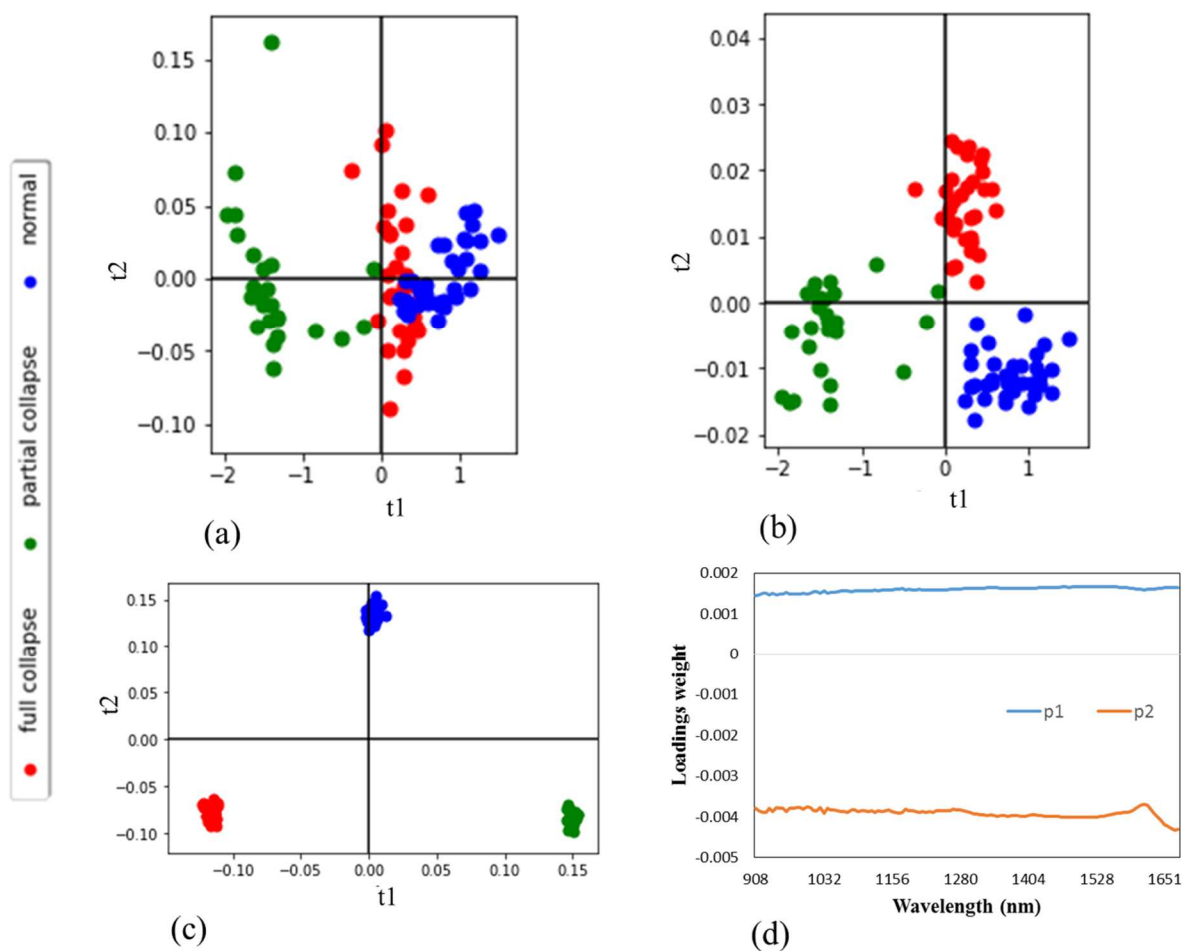 full collapse partial collapse normal
0.15
0.10
0.05
0.00
−0.05
−0.10
t2
−2 −1 0 1
t1
(a)
0.04
0.03
0.02
0.01
0.00
−0.01
−0.02
t2
−2 −1 0 1
t1
(b)
0.15
0.10
0.05
0.00
−0.05
−0.10
t2
−0.10 −0.05 0.00 0.05 0.10 0.15
t1
(c)
0.002
0.001
0
-0.001
-0.002
-0.003
-0.004
-0.005
Loadings weight
p1 p2
908 1032 1156 1280 1404 1528 1651
Wavelength (nm)
(d)